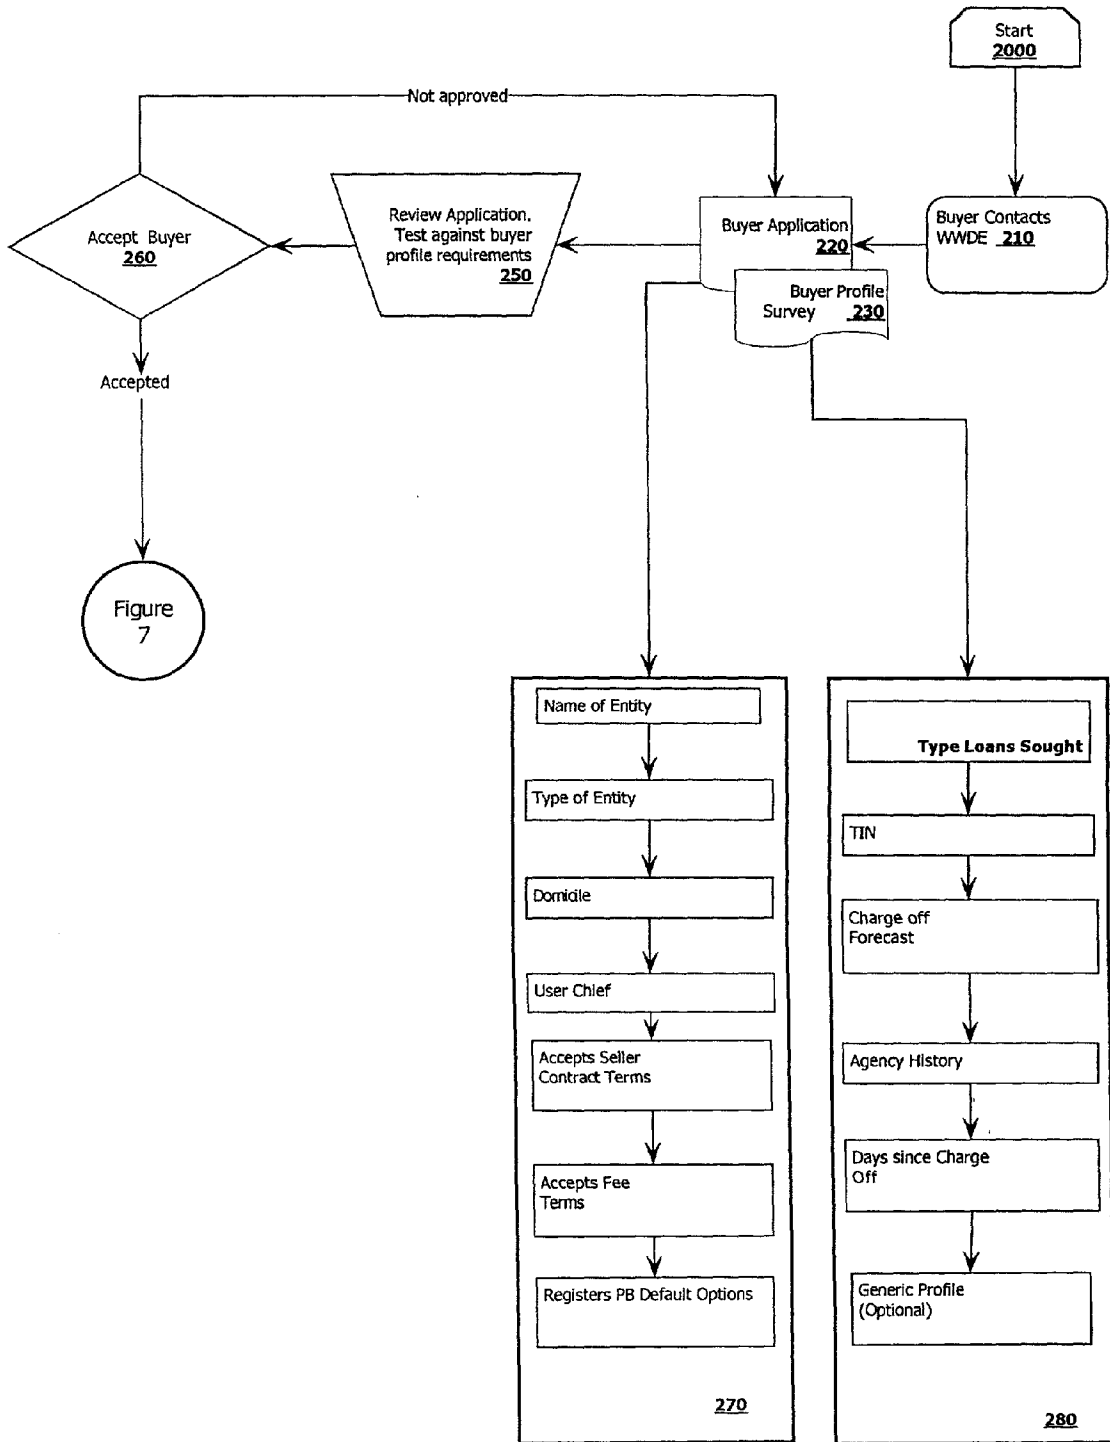 Start
2000
Not approved
Buyer Contacts
WWDE 210
Buyer Application
220
Buyer Profile
Survey 230
Review Application.
Test against buyer
profile requirements
250
Accept Buyer
260
Accepted
Figure
7
Name of Entity
Type of Entity
Domicile
User Chief
Accepts Seller
Contract Terms
Accepts Fee
Terms
Registers PB Default Options
270
Type Loans Sought
TIN
Charge off
Forecast
Agency History
Days since Charge
Off
Generic Profile
(Optional)
280